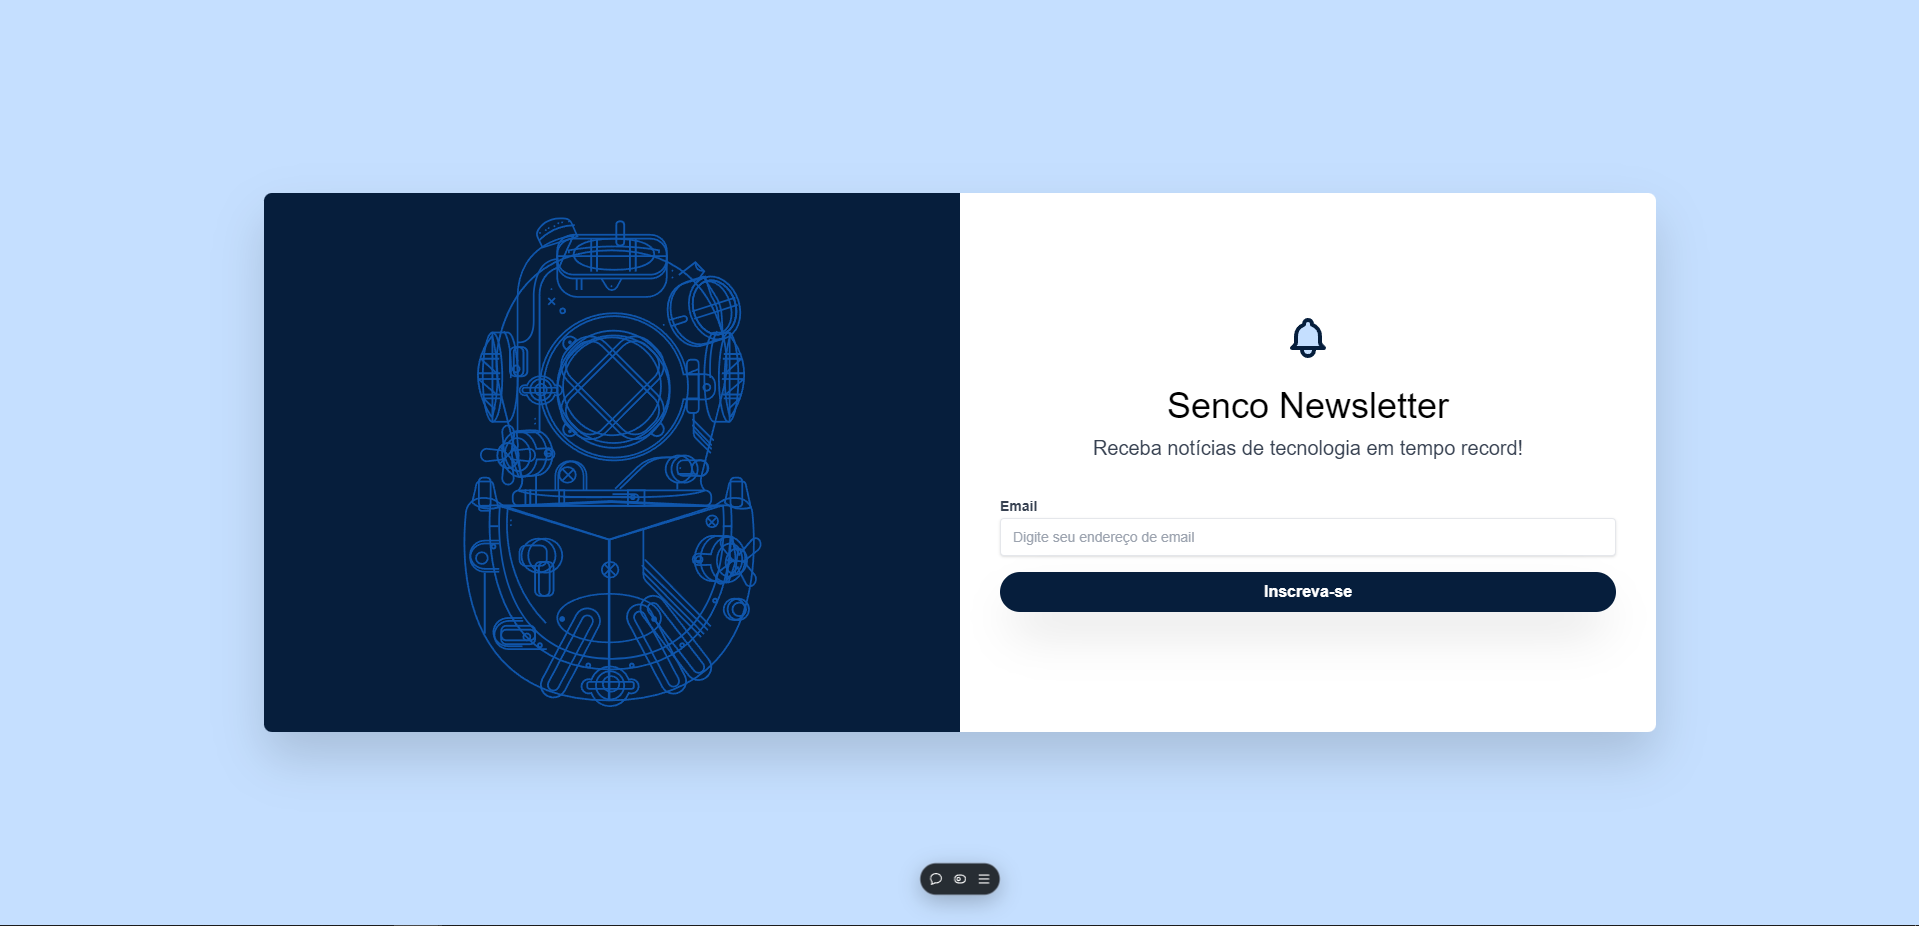 Senco Newsletter
Receba notícias de tecnologia em tempo record!
Email
Digite seu endereço de email
Inscreva-se